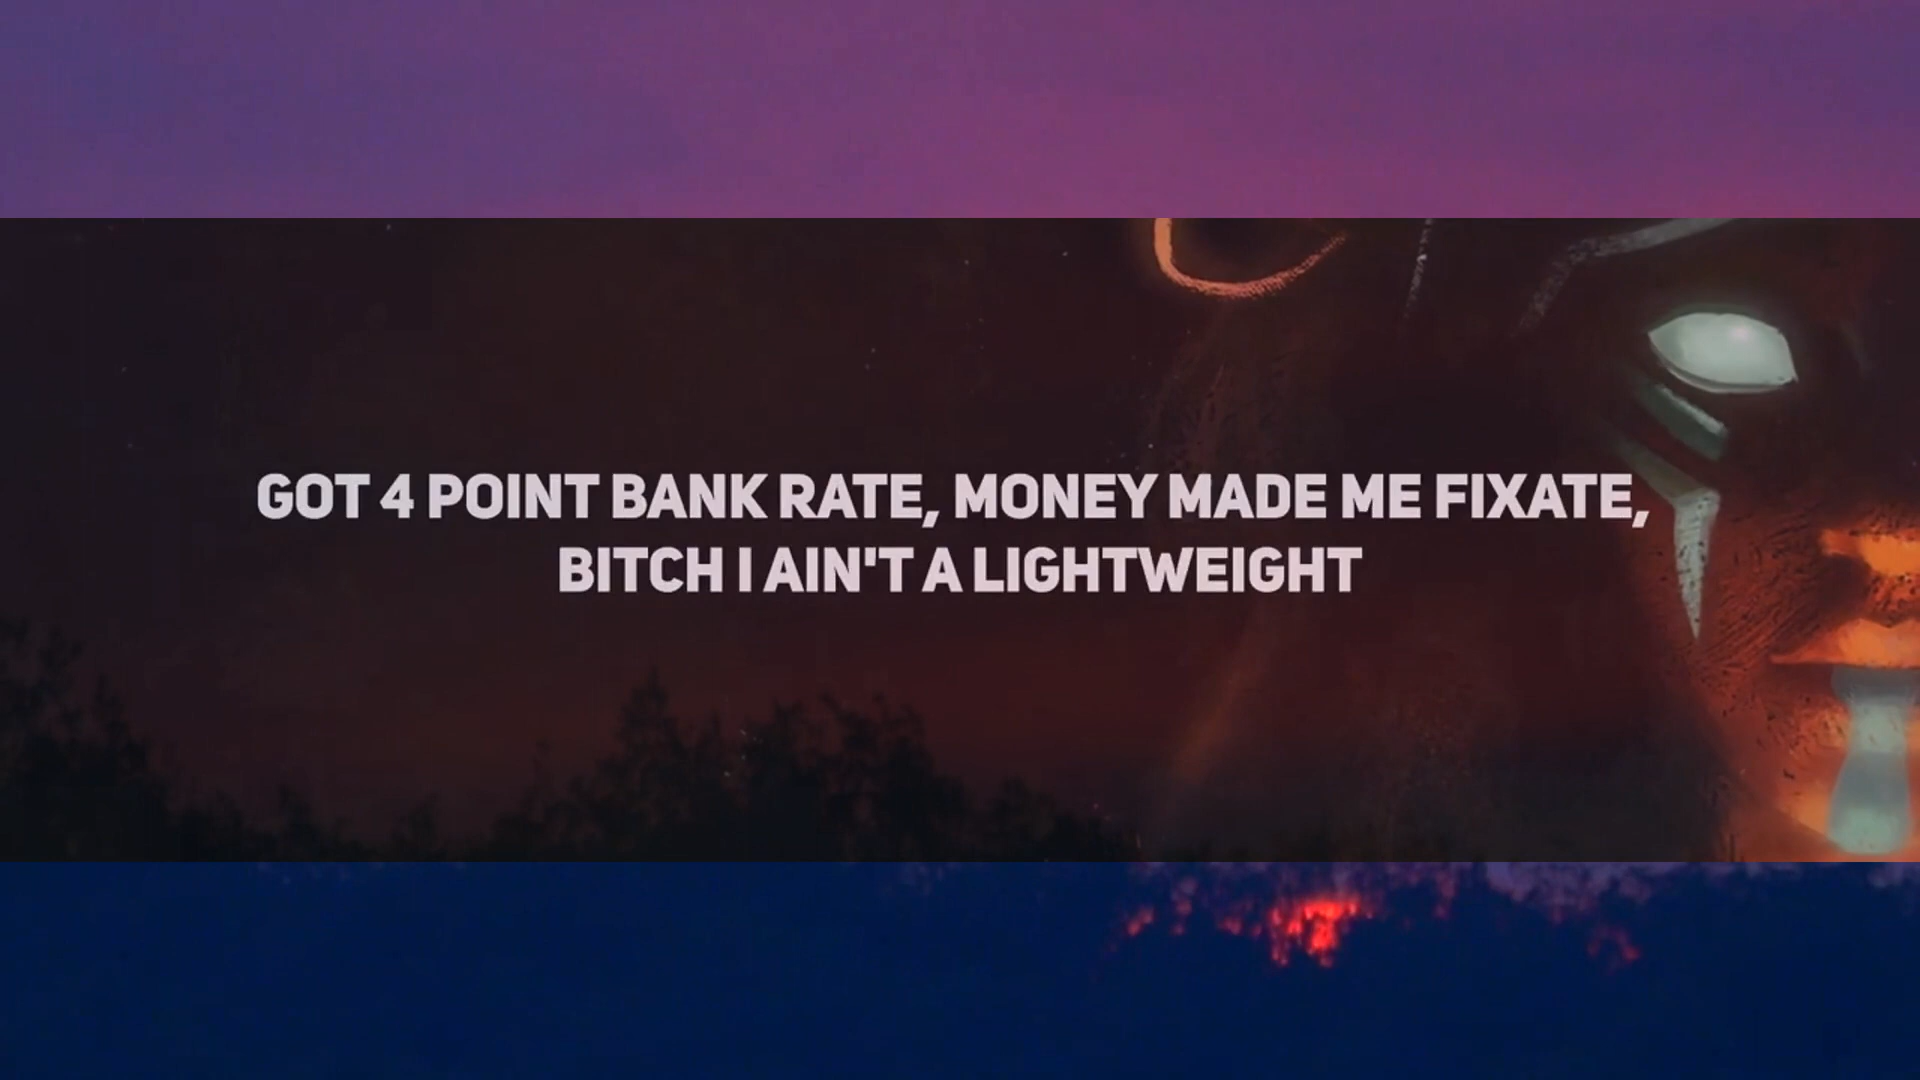 GOT 4 POINT BANK RATE, MONEY MADE ME FIXATE,
BITCH I AIN'T A LIGHTWEIGHT